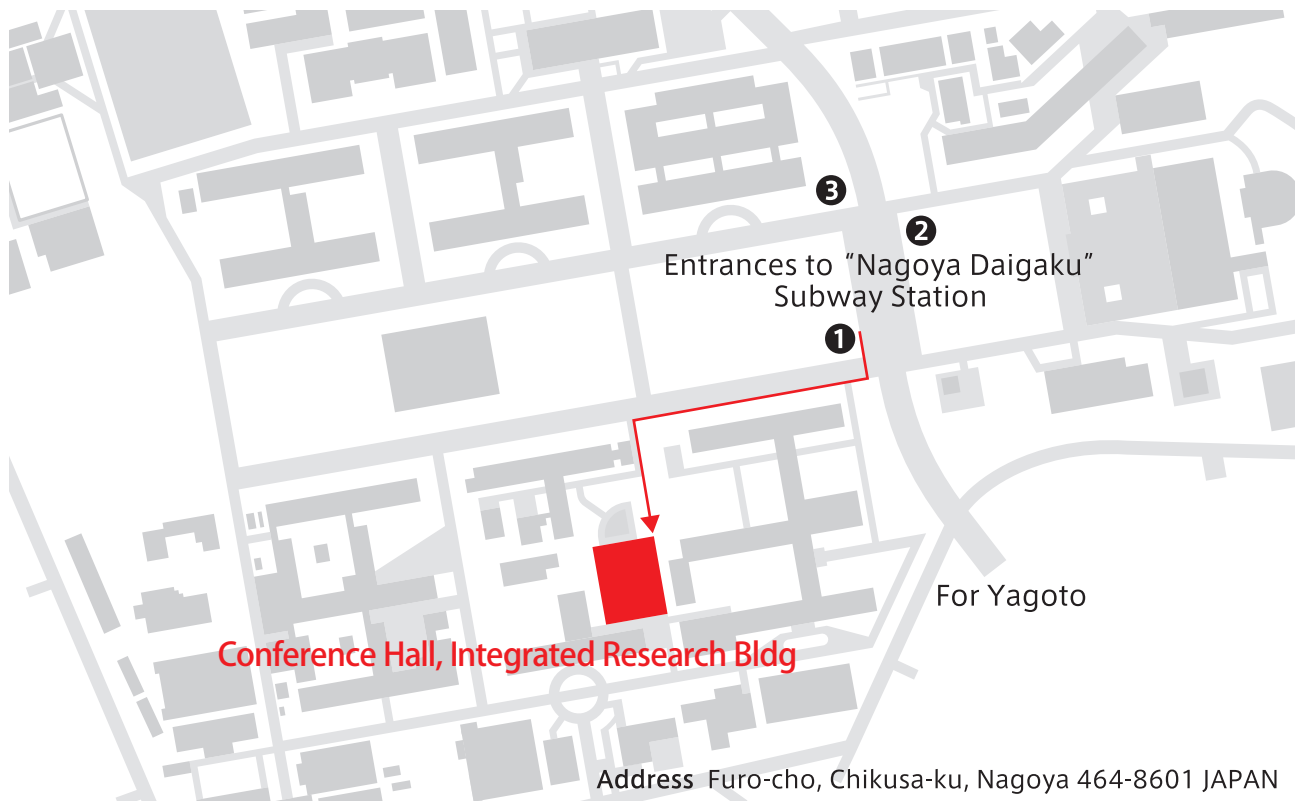 ❸
❷
Entrances to “Nagoya Daigaku”
Subway Station
❶
For Yagoto
Conference Hall, Integrated Research Bldg
Address Furo-cho, Chikusa-ku, Nagoya 464-8601 JAPAN